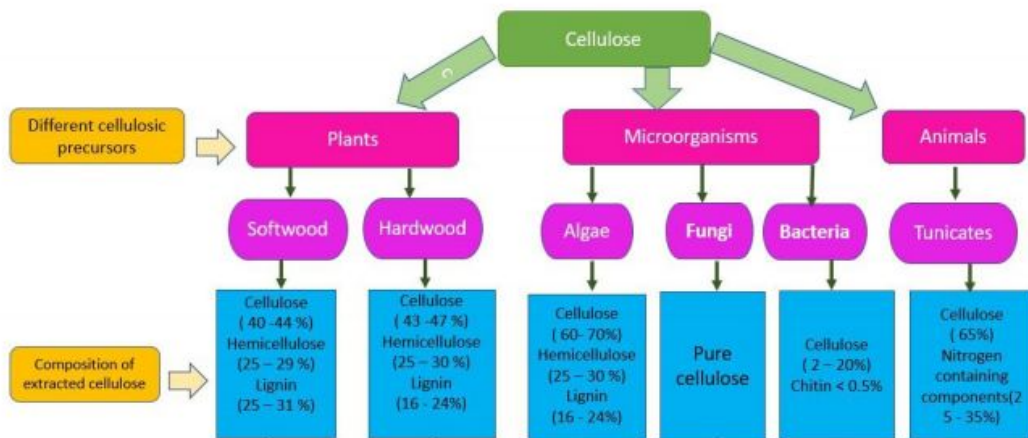 Cellulose
C
Different cellulosic
precursors
Plants
Microorganisms
Animals
Softwood
Hardwood
Algae
Fungi
Bacteria
Tunicates
Composition of
extracted cellulose
Cellulose
( 40 -44 %)
Hemicellulose
(25 – 29 %)
Lignin
(25 – 31 %)
Cellulose
( 43 -47 %)
Hemicellulose
(25 – 30 %)
Lignin
(16 - 24%)
Cellulose
( 60- 70%)
Hemicellulose
(25 – 30 %)
Lignin
(16 - 24%)
Pure
cellulose
Cellulose
( 2 – 20%)
Chitin < 0.5%
Cellulose
(65%)
Nitrogen
containing
components(2
5 - 35%)